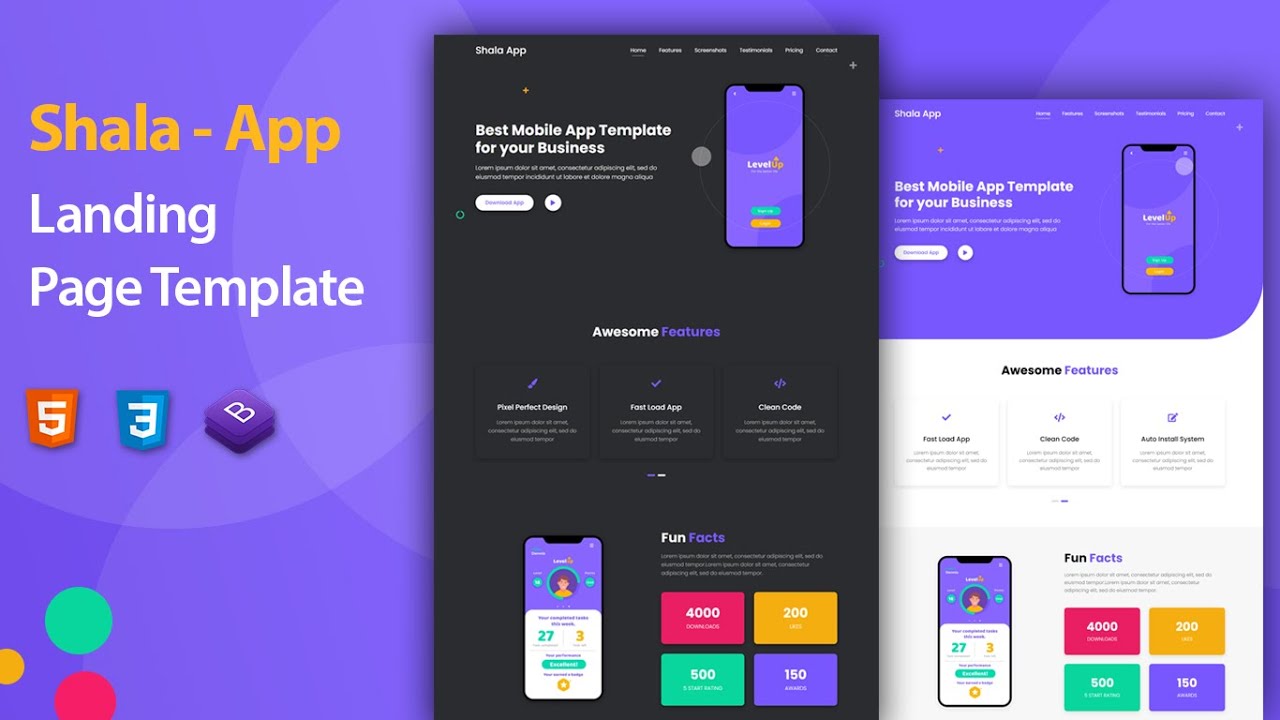 Shala - App
Landing
Page Template
5
3
B
Shala App
Home Features Screenshots Testimonials Pricing Contact
Best Mobile App Template
for your Business
Lorem ipsum dolor sit amet, consectetur adipiscing elit, sed do
tempor incididunt ut labore et dolore magna aliqua
Download App
LevelUp
Sign Up
Login
Awesome Features
Pixel Perfect Design
Lorem ipsum dolor sit amet,
consectetur adipiscing elit, sed do
eiusmod tempor
Fast Load App
Lorem ipsum dolor sit amet,
consectetur adipiscing elit, sed do
eiusmod tempor
Clean Code
Lorem ipsum dolor sit amet,
consectetur adipiscing elit, sed do
eiusmod tempor
LevelUp
Level
Your completed tasks
this week.
27 3
Your performance
Excellent!
Your earned a badge
Fun Facts
Lorem ipsum dolor sit amet, consectetur adipiscing elit, sed do
eiusmod temporLorem ipsum dolor sit amet, consectetur adipiscing elit,
sed do eiusmod tempor.
4000
DOWNLOADS
200
LIKES
500
5 START RATING
150
AWARDS
Shala App
Home Features Screenshots Testimonials Pricing Contact
Best Mobile App Template
for your Business
Lorem ipsum dolor sit amet, consectetur adipiscing elit, sed do
tempor incididunt ut labore et dolore magna aliqua
Download App
LevelUp
Sign Up
Login
Awesome Features
Fast Load App
Lorem ipsum dolor sit amet,
consectetur adipiscing elit, sed do
eiusmod tempor
Clean Code
Lorem ipsum dolor sit amet,
consectetur adipiscing elit, sed do
eiusmod tempor
Auto Install System
Lorem ipsum dolor sit amet,
consectetur adipiscing elit, sed do
eiusmod tempor
LevelUp
Your completed tasks
this week.
27 3
Your performance
Excellent!
Your earned a badge
Fun Facts
Lorem ipsum dolor sit amet, consectetur adipiscing elit, sed do
eiusmod temporLorem ipsum dolor sit amet, consectetur adipiscing elit,
sed do eiusmod tempor.
4000
DOWNLOADS
200
LIKES
500
5 START RATING
150
AWARDS